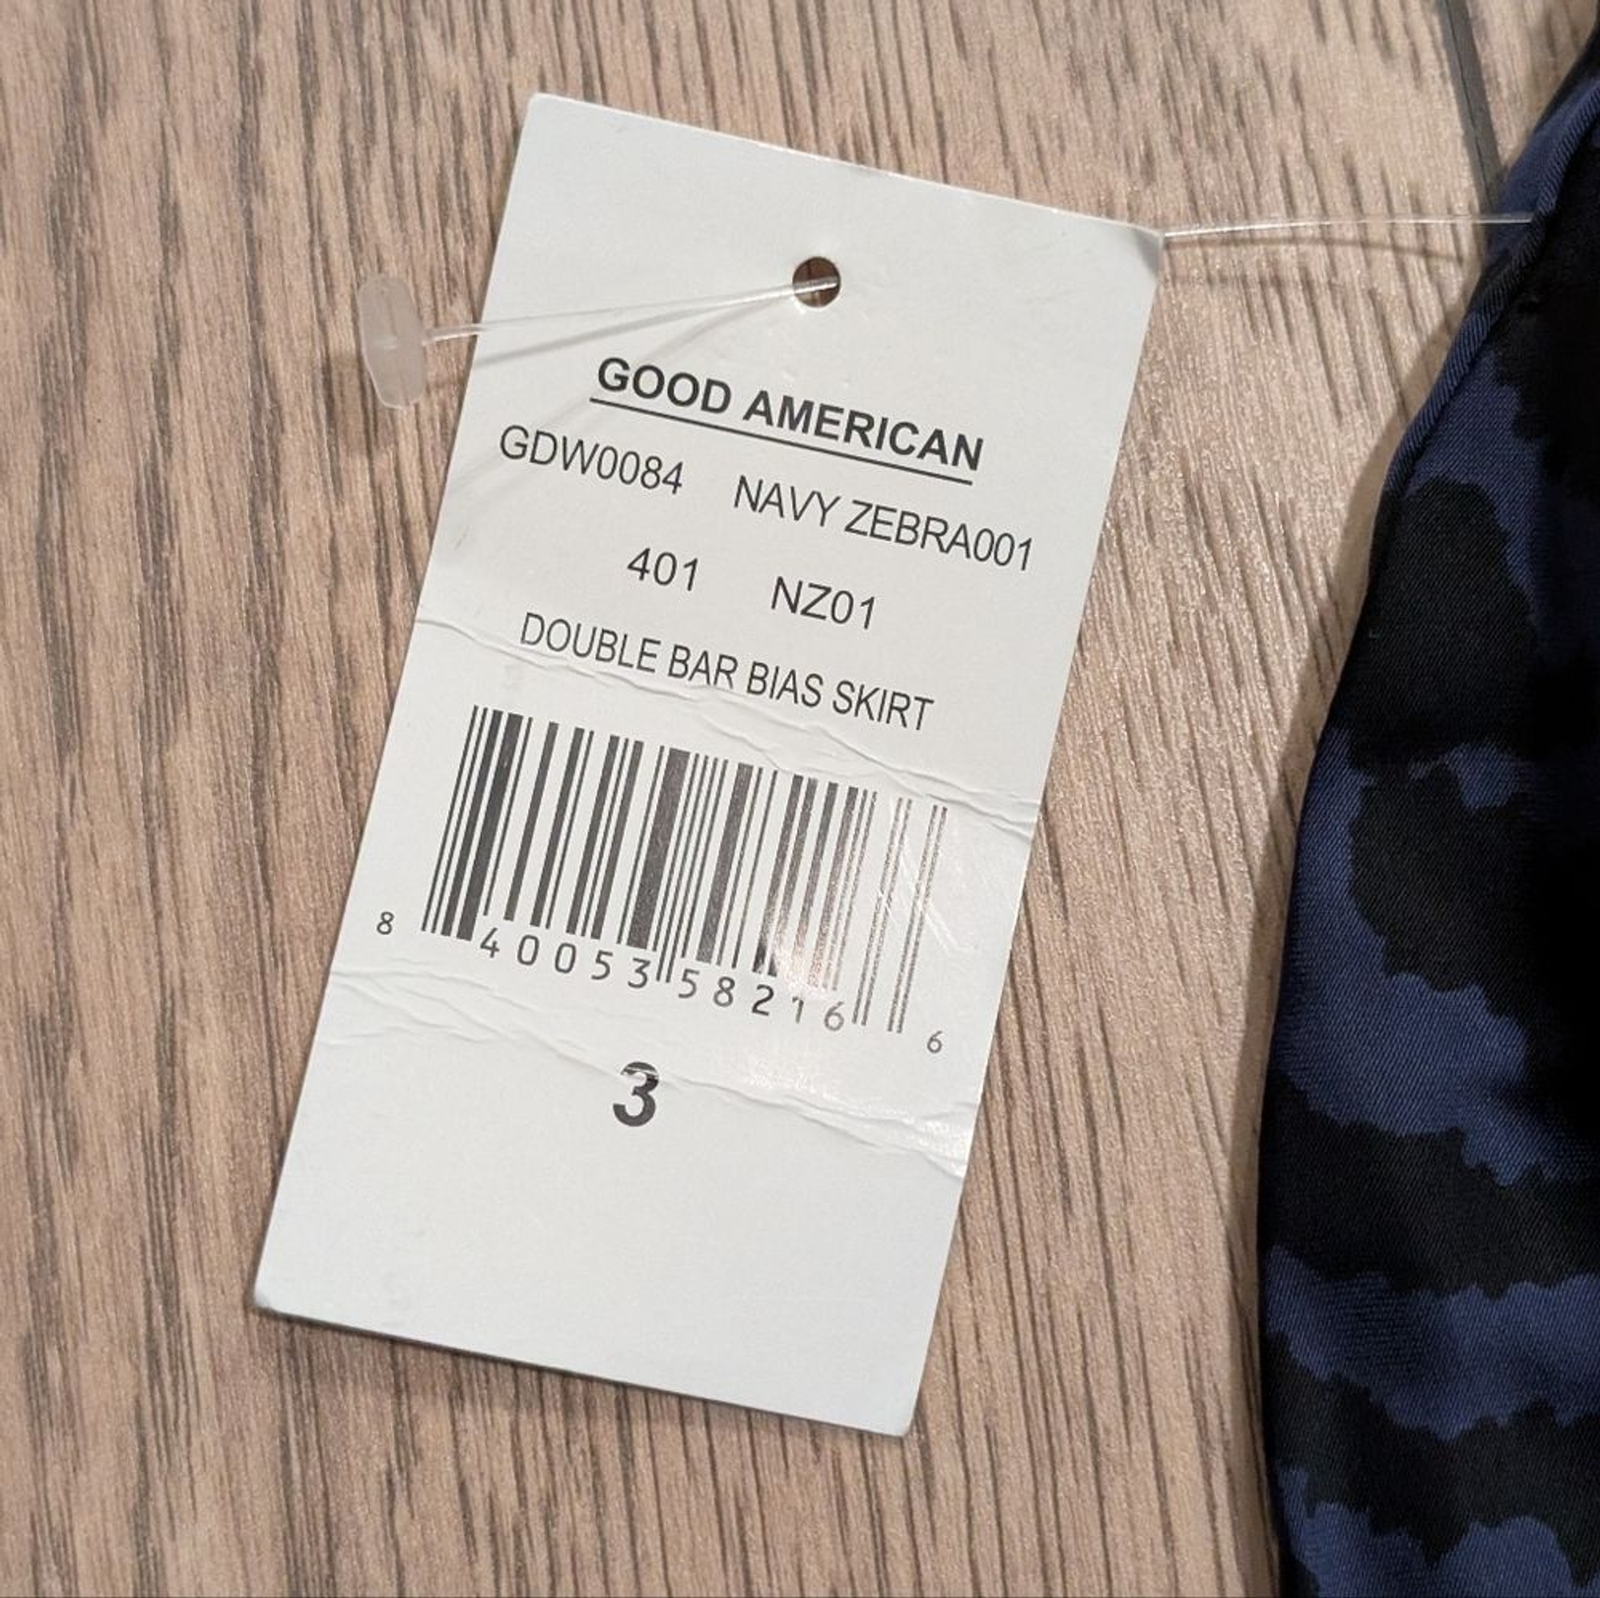 GOOD AMERICAN
GDW0084 NAVY ZEBRA001
401 NZ01
DOUBLE BAR BIAS SKIRT
8 40053 58216 6
3